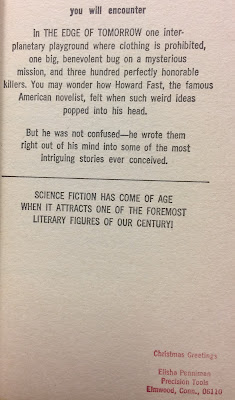 you will encounter
In THE EDGE OF TOMORROW one inter-
planetary playground where clothing is prohibited,
one big, benevolent bug on a mysterious
mission, and three hundred perfectly honorable
killers. You may wonder how Howard Fast, the famous
American novelist, felt when such weird ideas
popped into his head.
But he was not confused—he wrote them
right out of his mind into some of the most
intriguing stories ever conceived.
SCIENCE FICTION HAS COME OF AGE
WHEN IT ATTRACTS ONE OF THE FOREMOST
LITERARY FIGURES OF OUR CENTURY!
Christmas Greetings
Elisha Penniman
Precision Tools
Elmwood, Conn., 06110